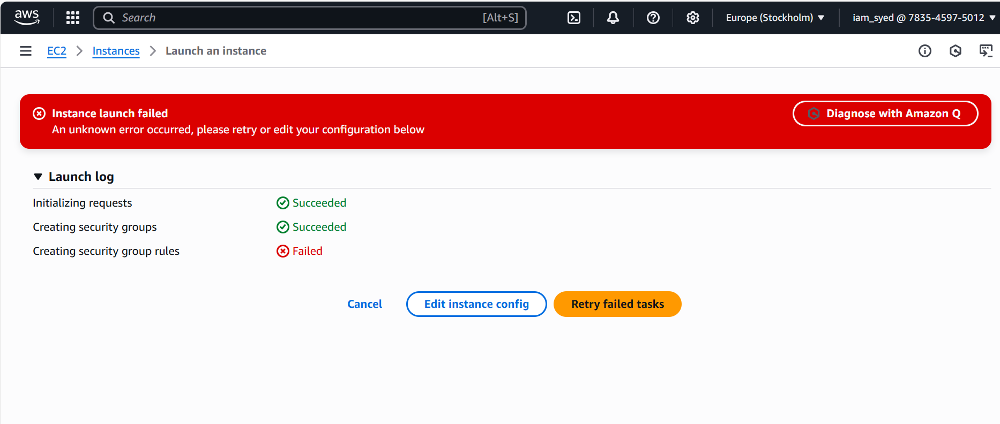 aws
Search
[Alt+S]
Europe (Stockholm)
iam_syed @ 7835-4597-5012
EC2
Instances
Launch an instance
Instance launch failed
An unknown error occurred, please retry or edit your configuration below
Diagnose with Amazon Q
Launch log
Initializing requests
Succeeded
Creating security groups
Succeeded
Creating security group rules
Failed
Cancel
Edit instance config
Retry failed tasks